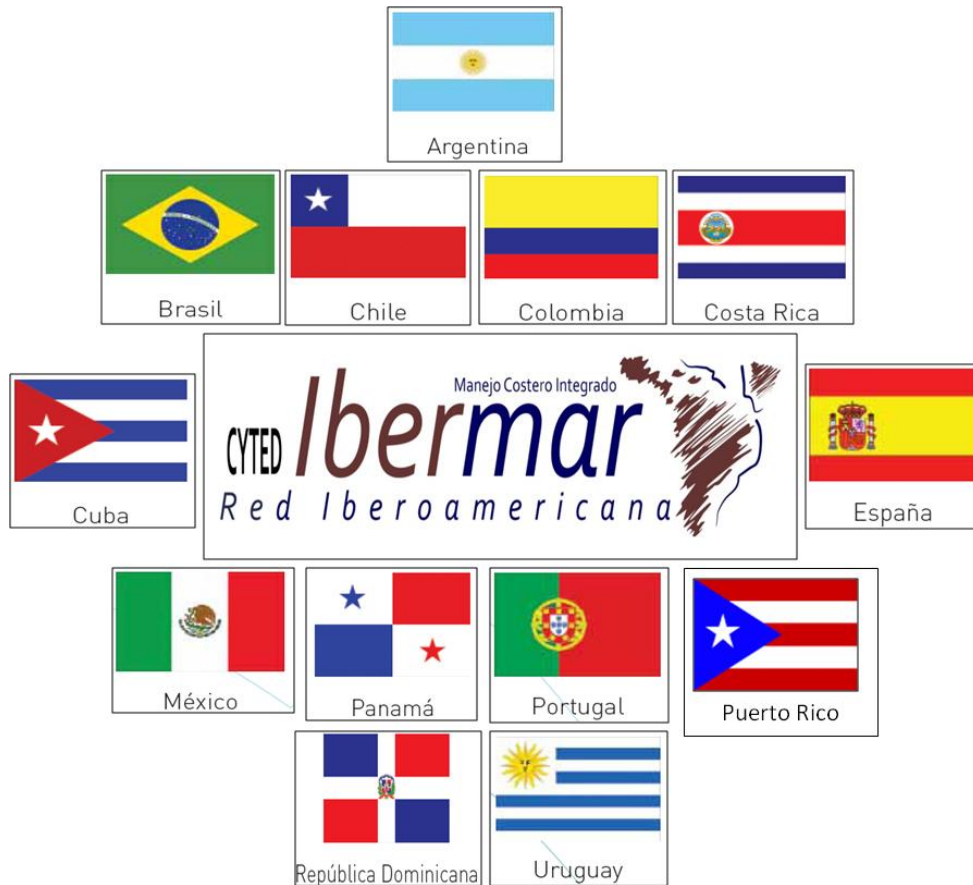 Argentina
Brasil
Chile
Colombia
Costa Rica
Manejo Costero Integrado
CYTED Ibermar
Red Iberoamericana
Cuba
España
México
Panamá
Portugal
Puerto Rico
República Dominicana
Uruguay